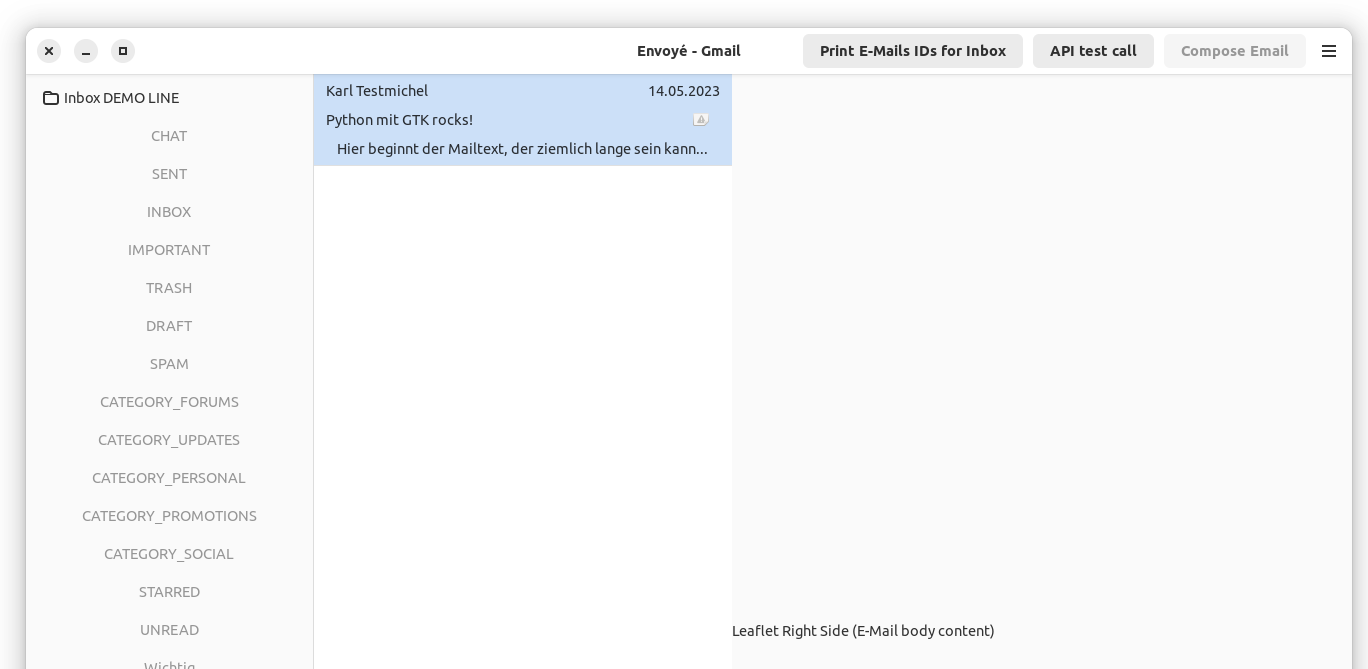 Envoyé - Gmail
Print E-Mails IDs for Inbox
API test call
Compose Email
Inbox DEMO LINE
CHAT
SENT
INBOX
IMPORTANT
TRASH
DRAFT
SPAM
CATEGORY_FORUMS
CATEGORY_UPDATES
CATEGORY_PERSONAL
CATEGORY_PROMOTIONS
CATEGORY_SOCIAL
STARRED
UNREAD
Wichtig
Karl Testmichel 14.05.2023
Python mit GTK rocks!
Hier beginnt der Mailtext, der ziemlich lange sein kann...
Leaflet Right Side (E-Mail body content)